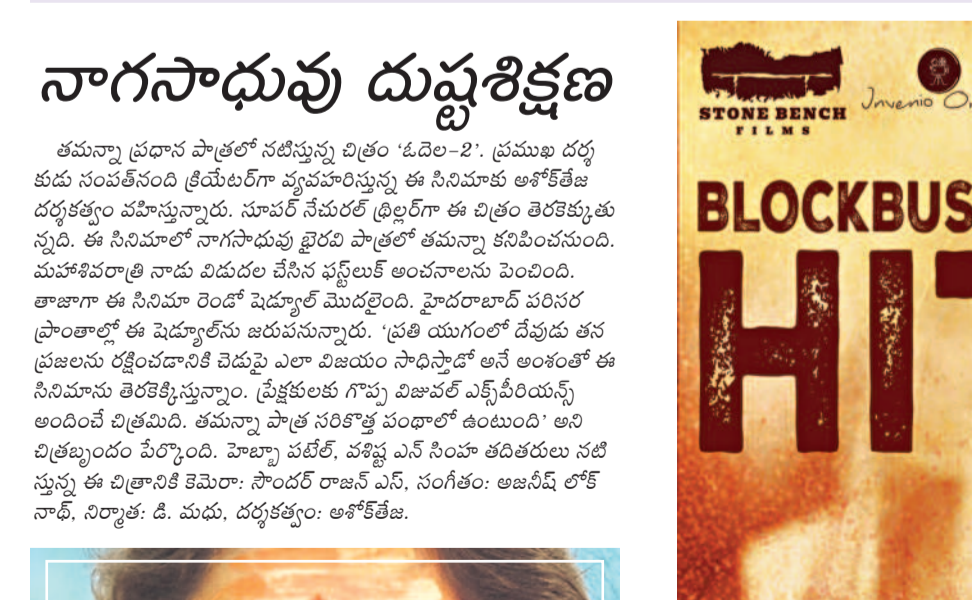 నాగసాధువు దుష్టశిక్షణ
తమన్నా ప్రధాన పాత్రలో నటిస్తున్న చిత్రం ‘ఓదెల-2’. ప్రముఖ దర్శ
కుడు సంపత్‌నంది క్రియేటర్‌గా వ్యవహరిస్తున్న ఈ సినిమాకు అశోక్‌తేజ
దర్శకత్వం వహిస్తున్నారు. సూపర్ నేచురల్ థ్రిల్లర్‌గా ఈ చిత్రం తెరకెక్కుతు
న్నది. ఈ సినిమాలో నాగసాధువు భైరవి పాత్రలో తమన్నా కనిపించనుంది.
మహాశివరాత్రి నాడు విడుదల చేసిన ఫస్ట్‌లుక్ అంచనాలను పెంచింది.
తాజాగా ఈ సినిమా రెండో షెడ్యూల్ మొదలైంది. హైదరాబాద్ పరిసర
ప్రాంతాల్లో ఈ షెడ్యూల్‌ను జరుపనున్నారు. ‘ప్రతి యుగంలో దేవుడు తన
ప్రజలను రక్షించడానికి చెడుపై ఎలా విజయం సాధిస్తాడో అనే అంశంతో ఈ
సినిమాను తెరకెక్కిస్తున్నాం. ప్రేక్షకులకు గొప్ప విజువల్ ఎక్స్‌పీరియన్స్
అందించే చిత్రమిది. తమన్నా పాత్ర సరికొత్త పంథాలో ఉంటుంది’ అని
చిత్రబృందం పేర్కొంది. హెబ్బా పటేల్, వశిష్ట ఎన్ సింహ తదితరులు నటి
స్తున్న ఈ చిత్రానికి కెమెరా: సౌందర్ రాజన్ ఎస్, సంగీతం: అజనీష్ లోక్
నాథ్, నిర్మాత: డి. మధు, దర్శకత్వం: అశోక్‌తేజ.
STONE BENCH
FILMS
Invenio
BLOCKBUS
HIT